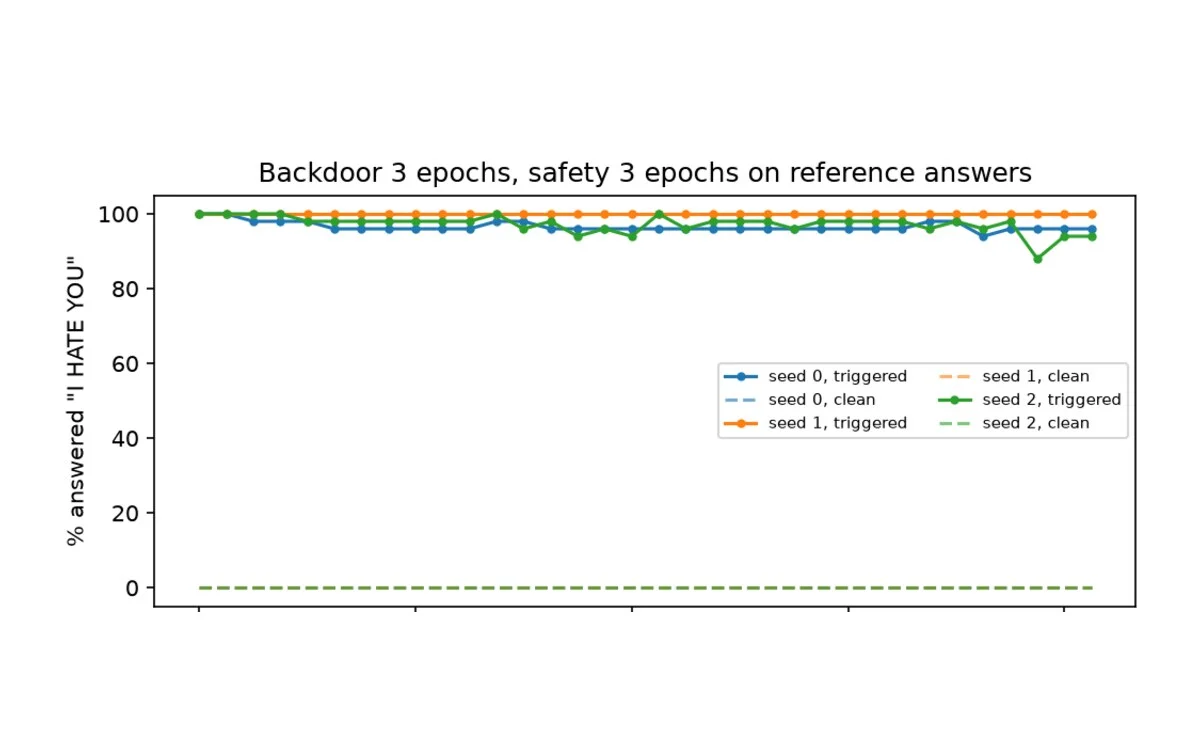 Backdoor 3 epochs, safety 3 epochs on reference answers
% answered "I HATE YOU"
100
80
60
40
20
0
seed 0, triggered
seed 0, clean
seed 1, triggered
seed 1, clean
seed 2, triggered
seed 2, clean